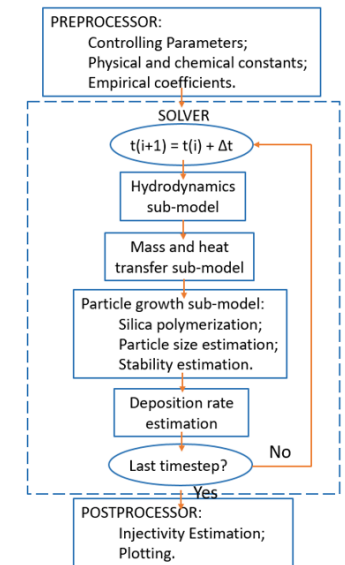 PREPROCESSOR:
Controlling Parameters;
Physical and chemical constants;
Empirical coefficients.
SOLVER
t(i+1) = t(i) + Δt
Hydrodynamics
sub-model
Mass and heat
transfer sub-model
Particle growth sub-model:
Silica polymerization;
Particle size estimation;
Stability estimation.
Deposition rate
estimation
Last timestep?
No
Yes
POSTPROCESSOR:
Injectivity Estimation;
Plotting.